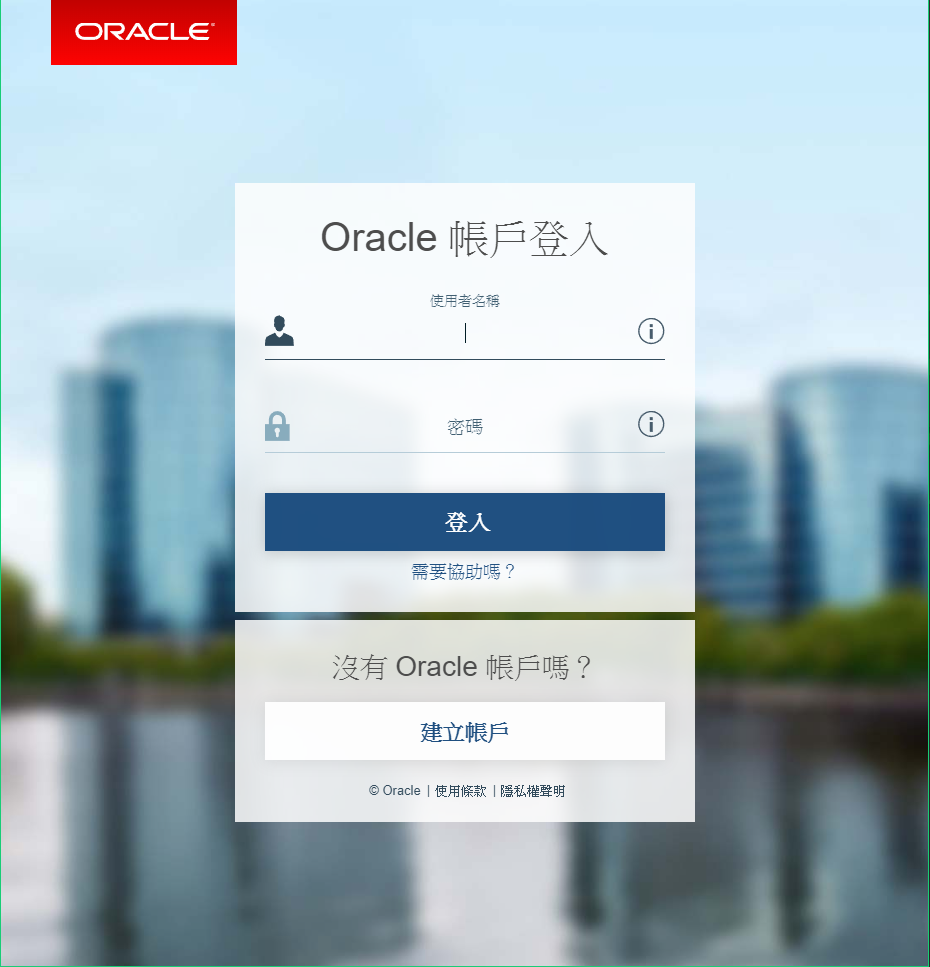 ORACLE®
Oracle 帳戶登入
使用者名稱
密碼
登入
需要協助嗎？
沒有 Oracle 帳戶嗎？
建立帳戶
© Oracle | 使用條款 | 隱私權聲明